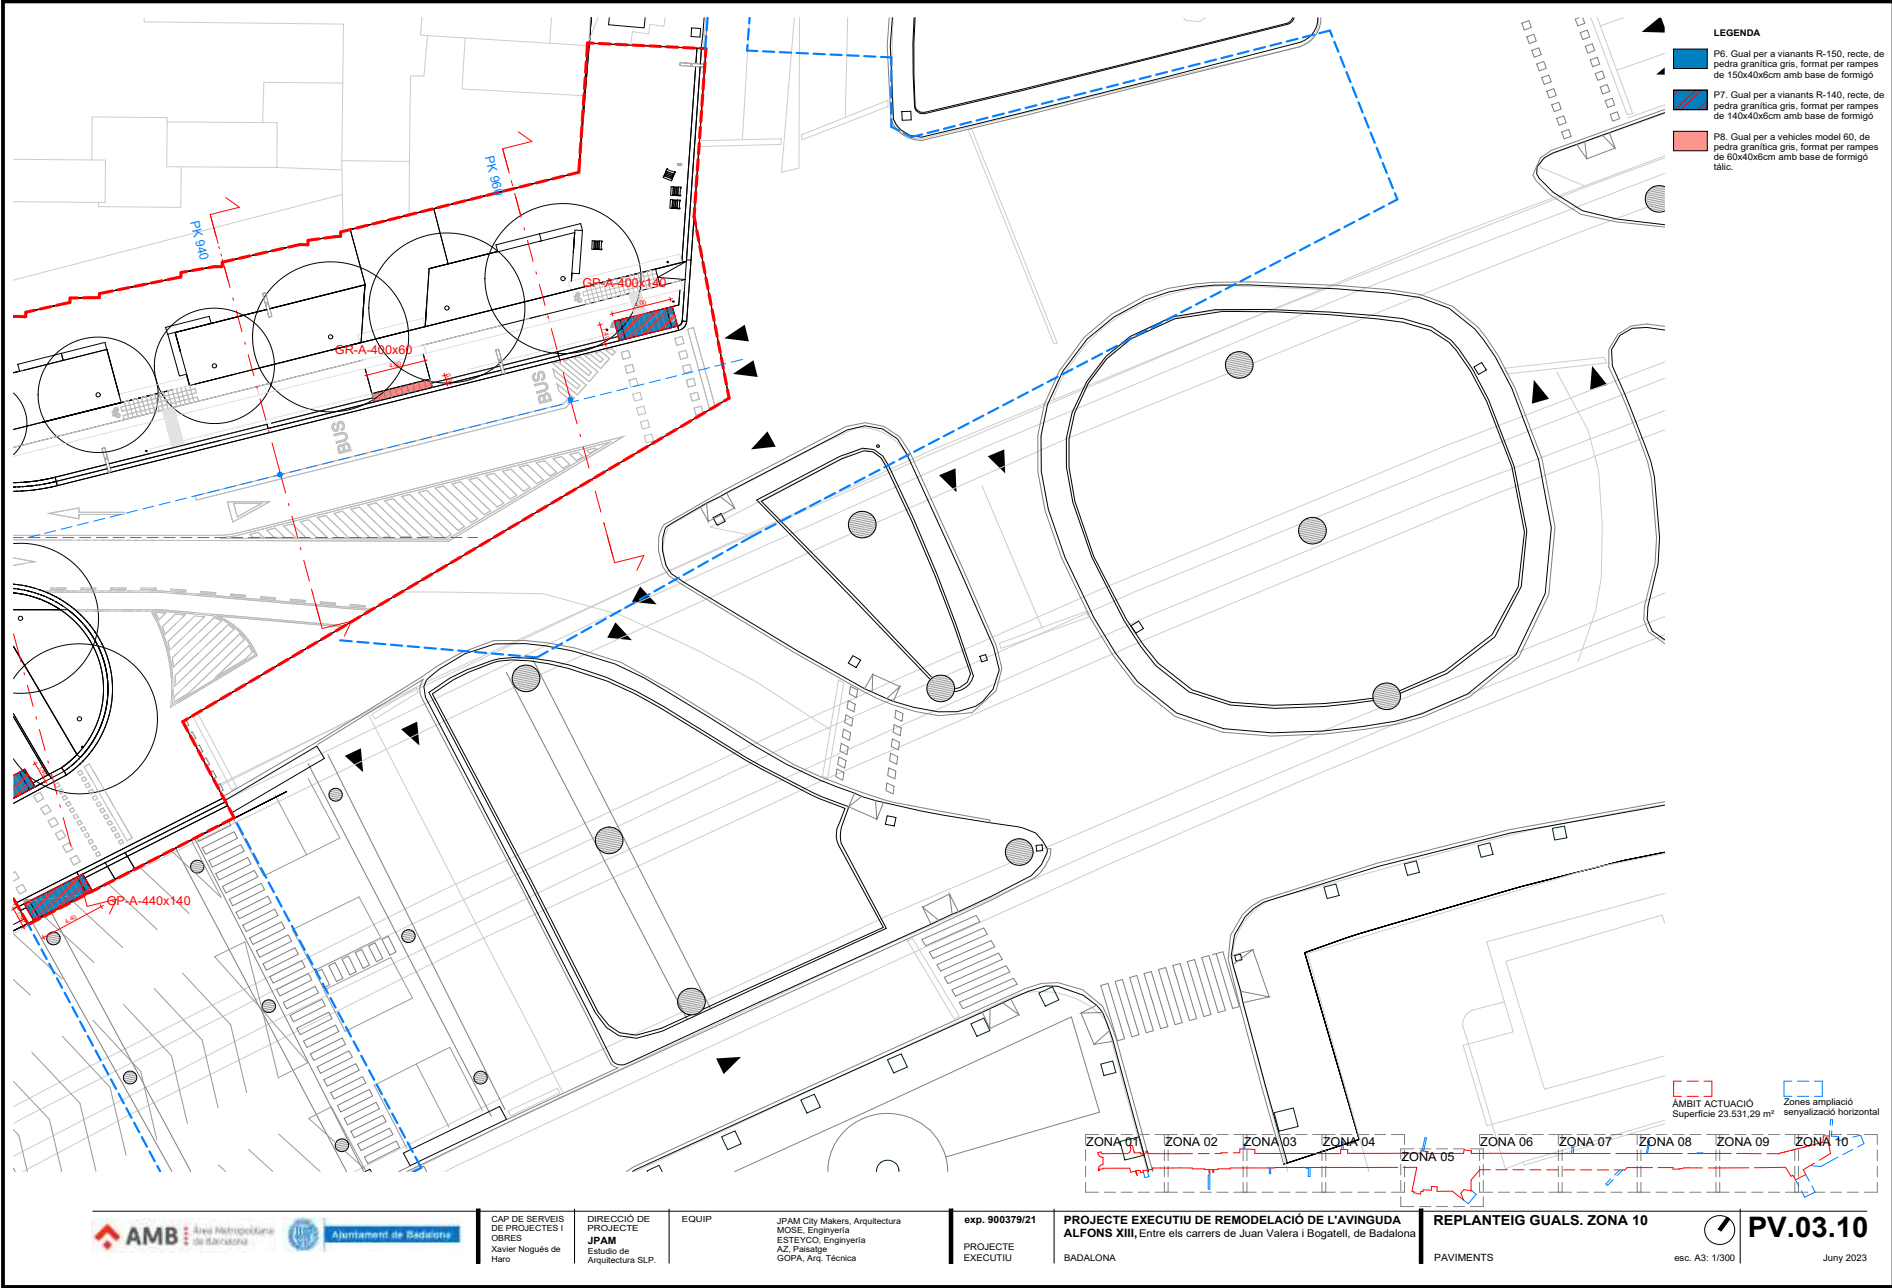 LEGENDA
P6. Gual per a vianants R-150, recte, de
pedra granítica gris, format per rampes
de 150x40x6cm amb base de formigó
P7. Gual per a vianants R-140, recte, de
pedra granítica gris, format per rampes
de 140x40x6cm amb base de formigó
P8. Gual per a vehicles model 60, de
pedra granítica gris, format per rampes
de 60x40x6cm amb base de formigó
tàlic.
PK 940
PK 960
GP-A-400x140
GR-A-400x60
BUS
BUS
GP-A-440x140
4,40
ÀMBIT ACTUACIÓ
Superfície 23.531,29 m²
Zones ampliació
senyalització horizontal
ZONA 01
ZONA 02
ZONA 03
ZONA 04
ZONA 05
ZONA 06
ZONA 07
ZONA 08
ZONA 09
ZONA 10
AMB
Àrea Metropolitana
de Barcelona
Ajuntament de Badalona
CAP DE SERVEIS
DE PROJECTES I
OBRES
Xavier Nogués de
Haro
DIRECCIÓ DE
PROJECTE
JPAM
Estudio de
Arquitectura SLP.
EQUIP
JPAM City Makers, Arquitectura
MOSE, Enginyería
ESTEYCO, Enginyería
AZ, Paisatge
GOPA, Arq. Técnica
exp. 900379/21
PROJECTE
EXECUTIU
PROJECTE EXECUTIU DE REMODELACIÓ DE L'AVINGUDA
ALFONS XIII, Entre els carrers de Juan Valera i Bogatell, de Badalona
BADALONA
REPLANTEIG GUALS. ZONA 10
PAVIMENTS
esc. A3: 1/300
PV.03.10
Juny 2023